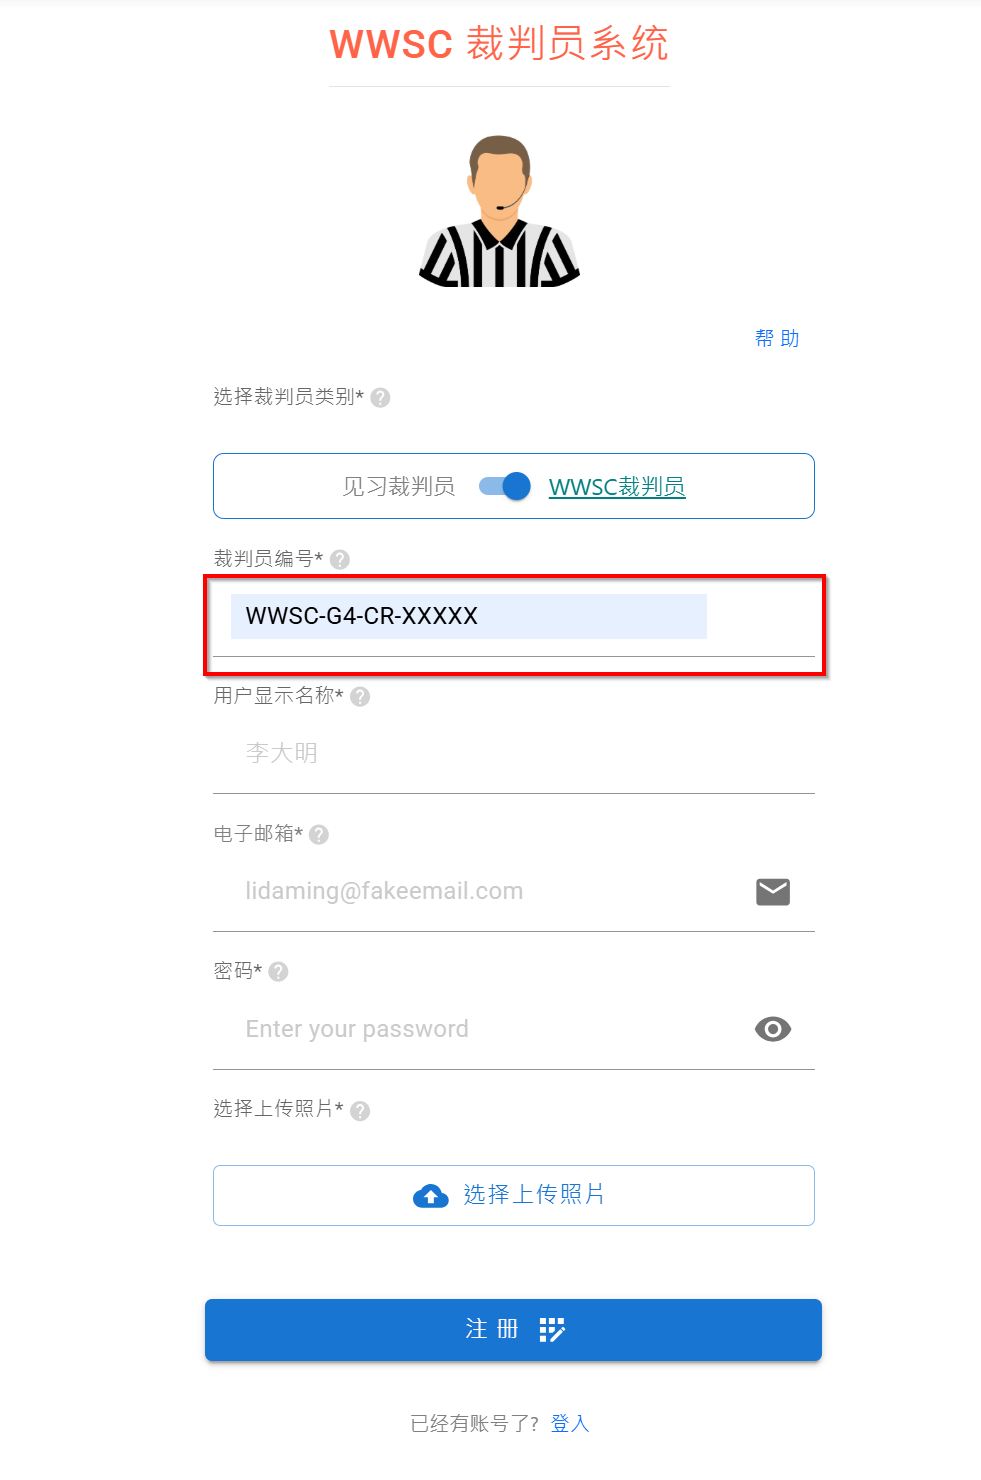 WWSC 裁判员系统
帮 助
选择裁判员类别*
见习裁判员 WWSC裁判员
裁判员编号*
WWSC-G4-CR-XXXXX
用户显示名称*
李大明
电子邮箱*
lidaming@fakeemail.com
密码*
Enter your password
选择上传照片*
选择上传照片
注 册
已经有账号了? 登入